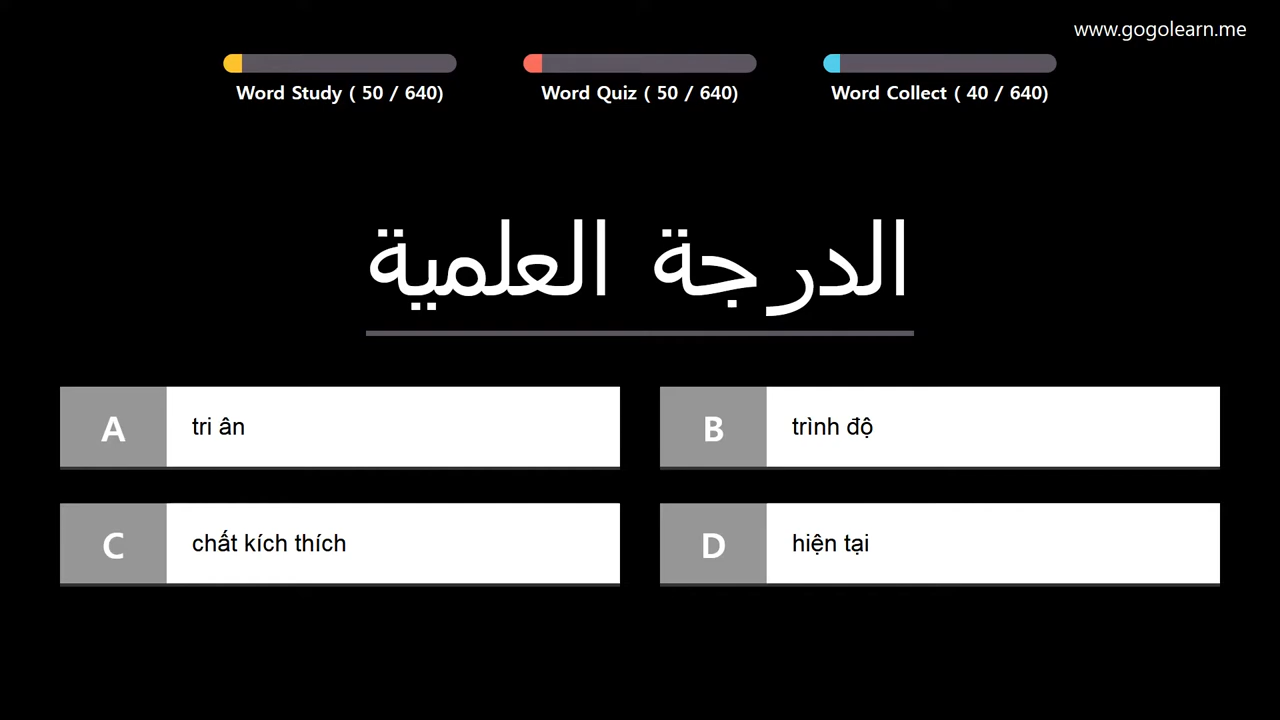 www.gogolearn.me
Word Study ( 50 / 640)
Word Quiz ( 50 / 640)
Word Collect ( 40 / 640)
الدرجة العلمية
A
tri ân
B
trình độ
C
chất kích thích
D
hiện tại